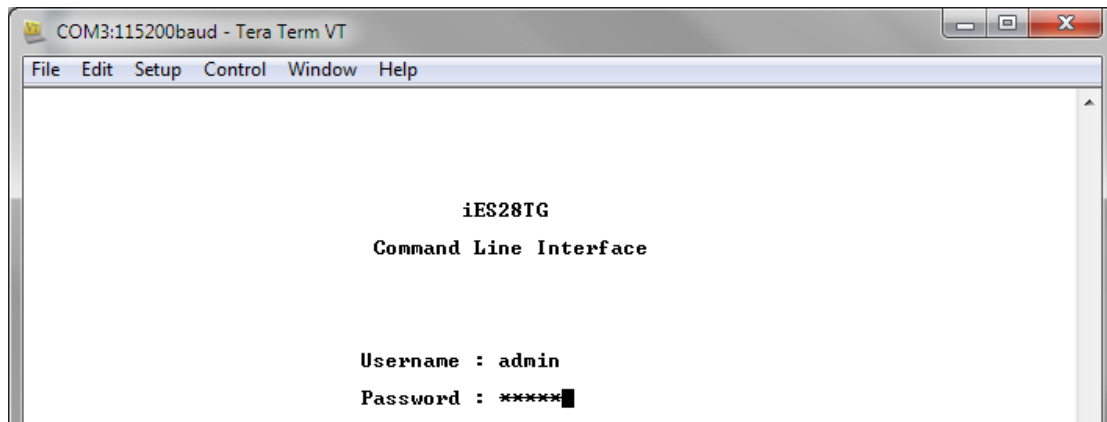 COM3:115200baud - Tera Term VT
File Edit Setup Control Window Help
iES28TG
Command Line Interface
Username : admin
Password : *****